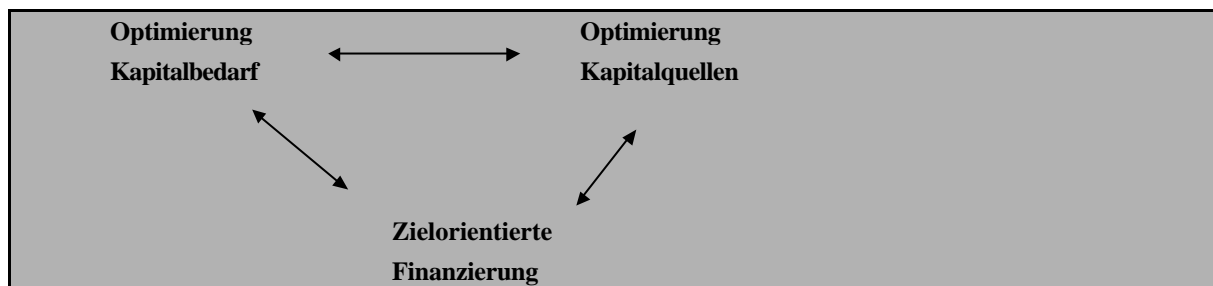 Optimierung
Kapitalbedarf
Optimierung
Kapitalquellen
Zielorientierte
Finanzierung